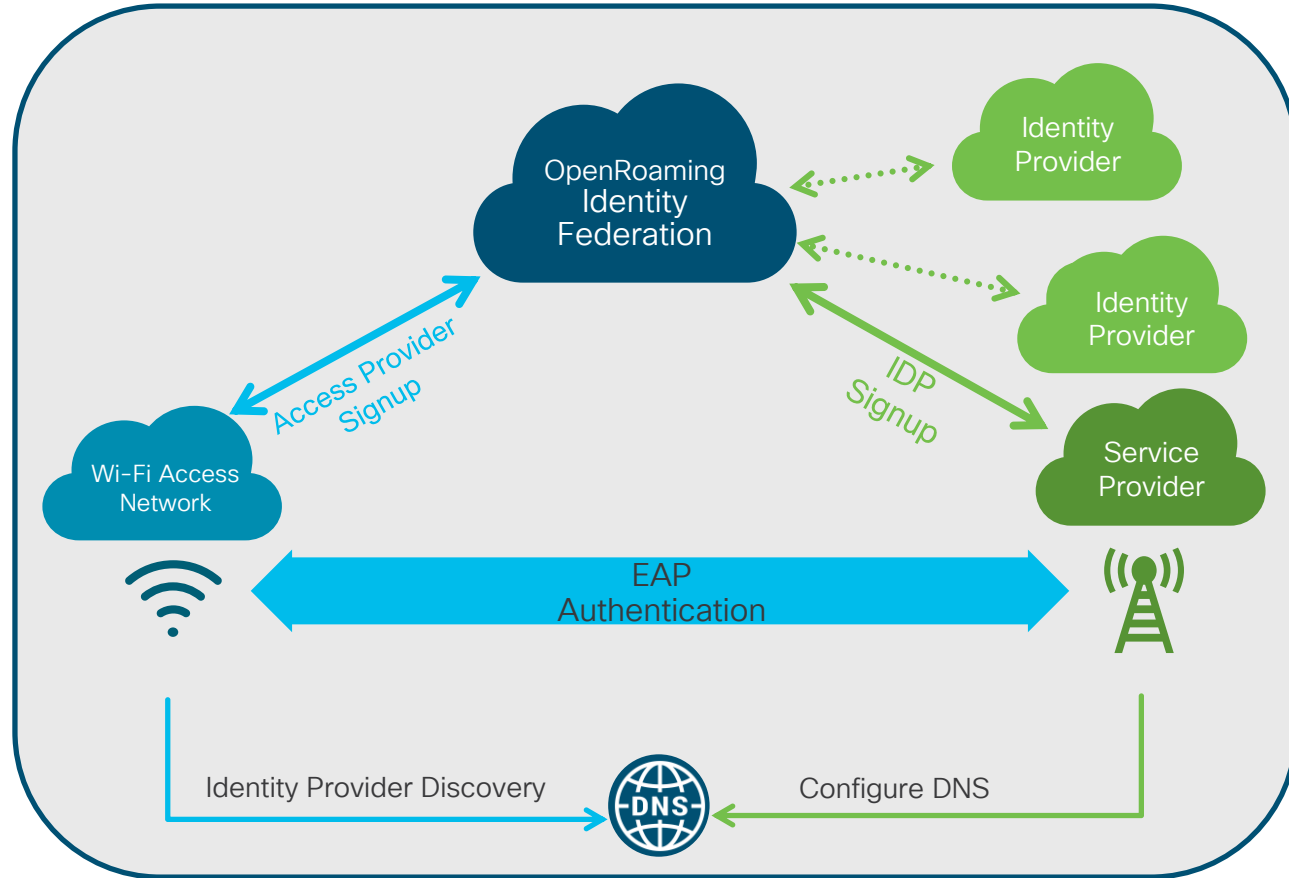 Identity
Provider
OpenRoaming
Identity
Federation
Identity
Provider
Access Provider
Signup
IDP
Signup
Wi-Fi Access
Network
Service
Provider
EAP
Authentication
Identity Provider Discovery
DNS
Configure DNS